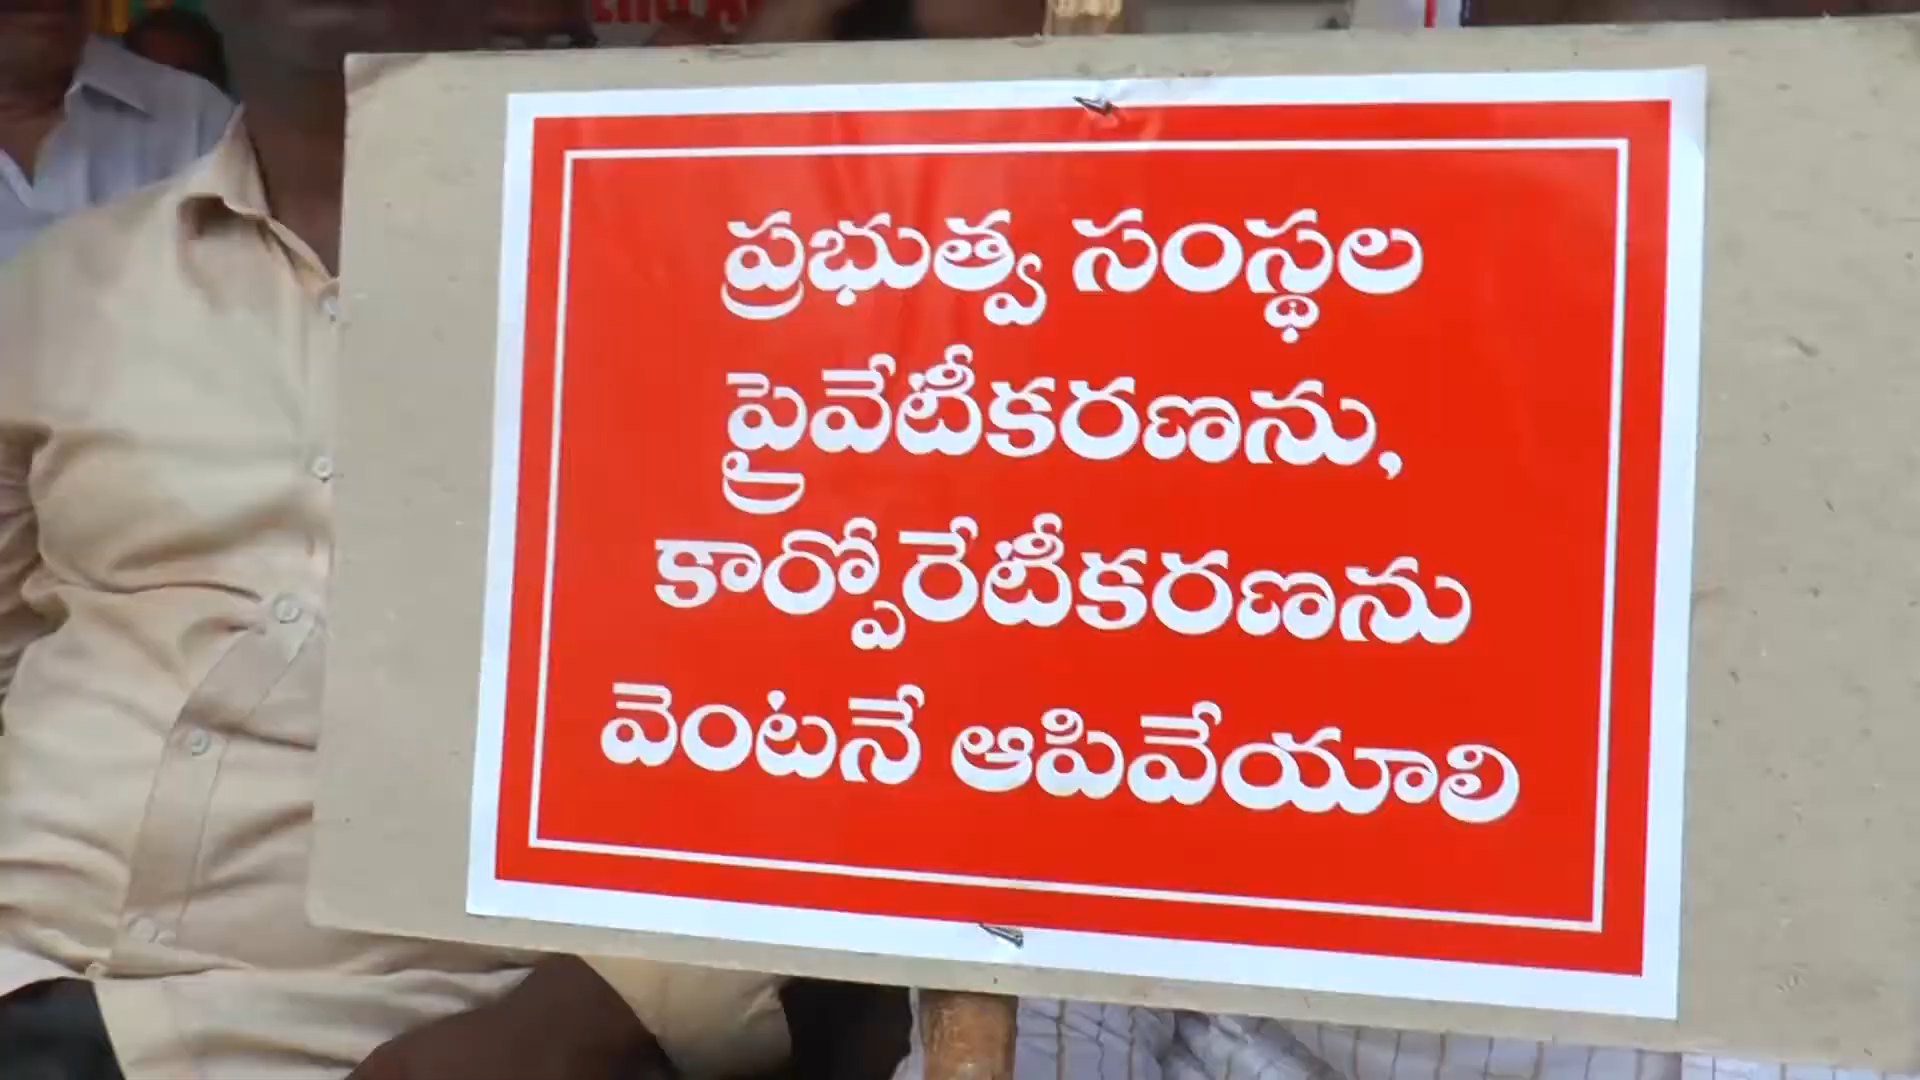 ప్రభుత్వ సంస్థల
ప్రైవేటీకరణను,
కార్పోరేటీకరణను
వెంటనే ఆపివేయాలి